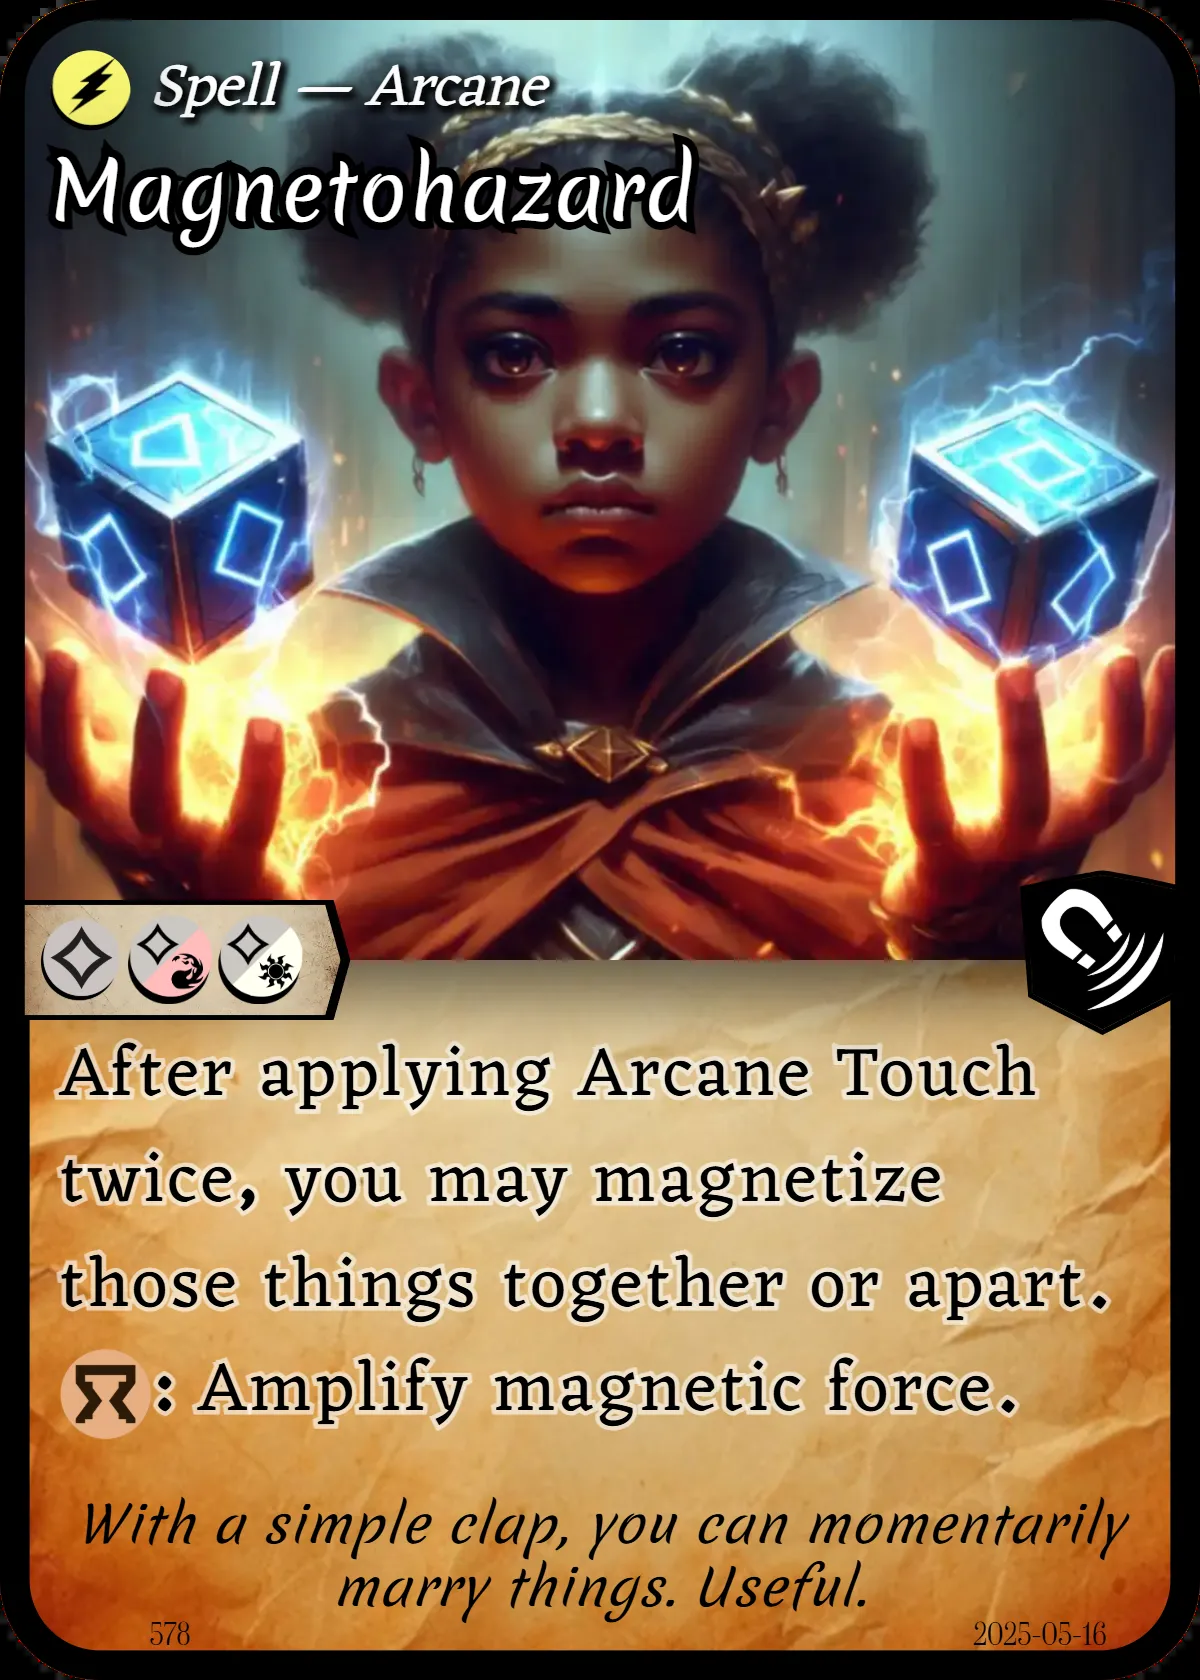 Spell — Arcane
Magnetohazard
After applying Arcane Touch
twice, you may magnetize
those things together or apart.
: Amplify magnetic force.
With a simple clap, you can momentarily
marry things. Useful.
578
2025-05-16